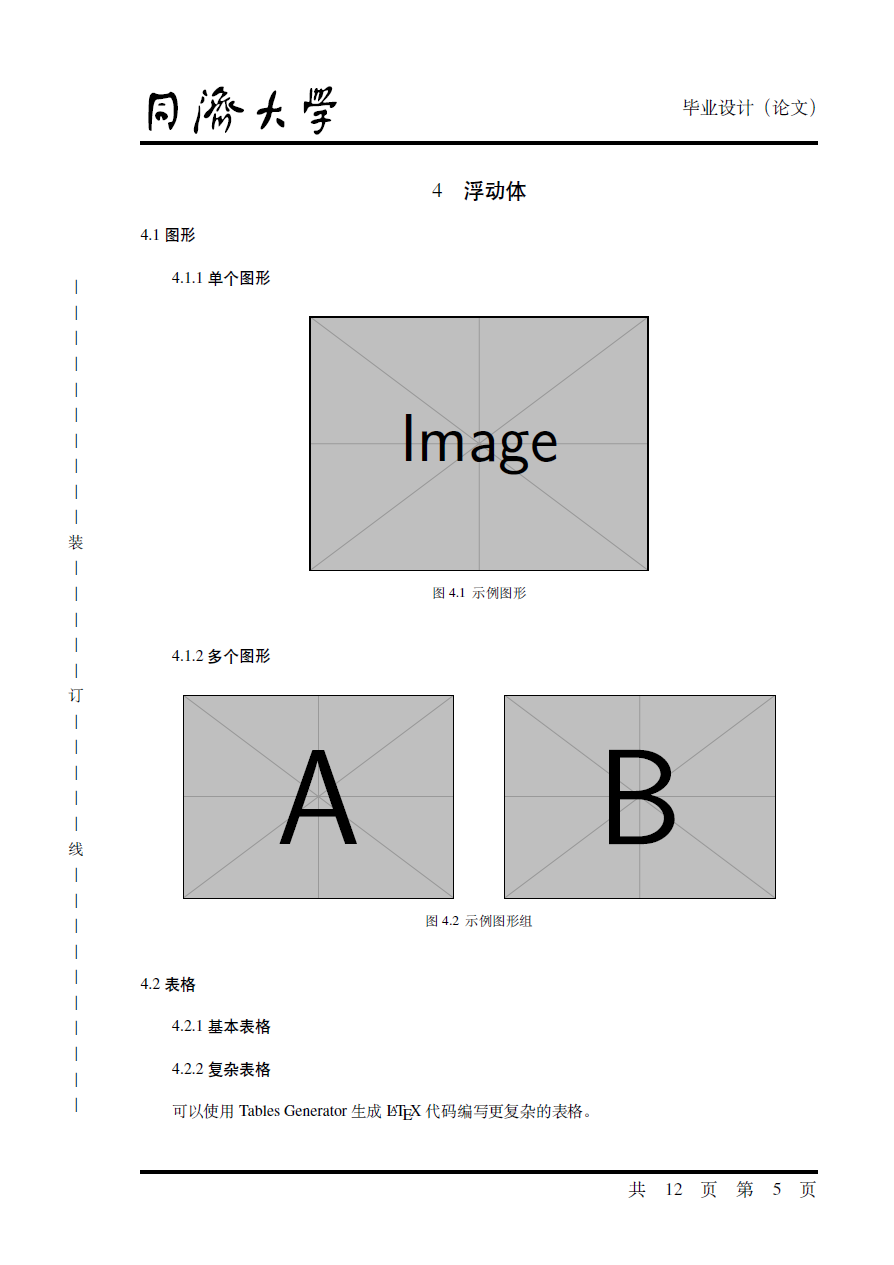 同濟大学
毕业设计（论文）
4 浮动体
4.1 图形
4.1.1 单个图形
Image
图 4.1 示例图形
4.1.2 多个图形
A
B
图 4.2 示例图形组
4.2 表格
4.2.1 基本表格
4.2.2 复杂表格
可以使用 Tables Generator 生成 LATEX 代码编写更复杂的表格。
装
订
线
共 12 页 第 5 页